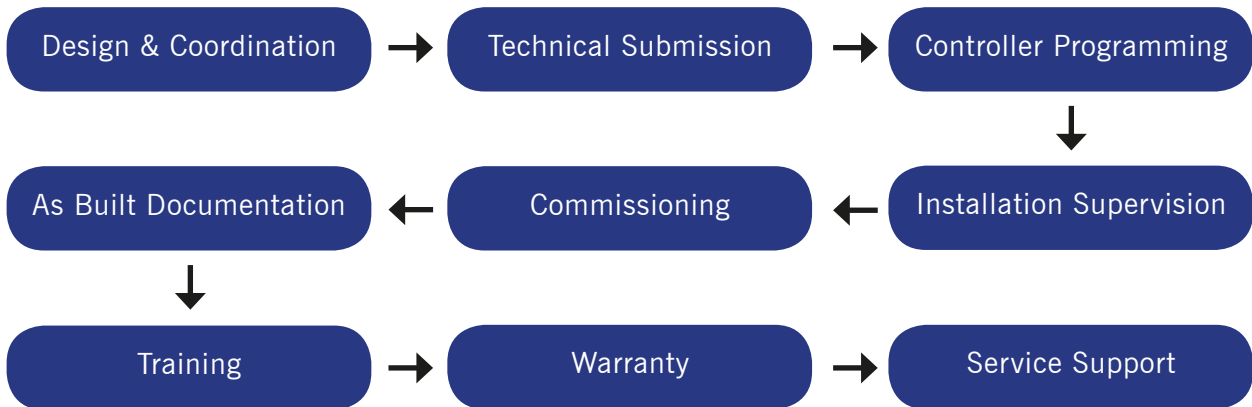 Design & Coordination
Technical Submission
Controller Programming
Installation Supervision
Commissioning
As Built Documentation
Training
Warranty
Service Support